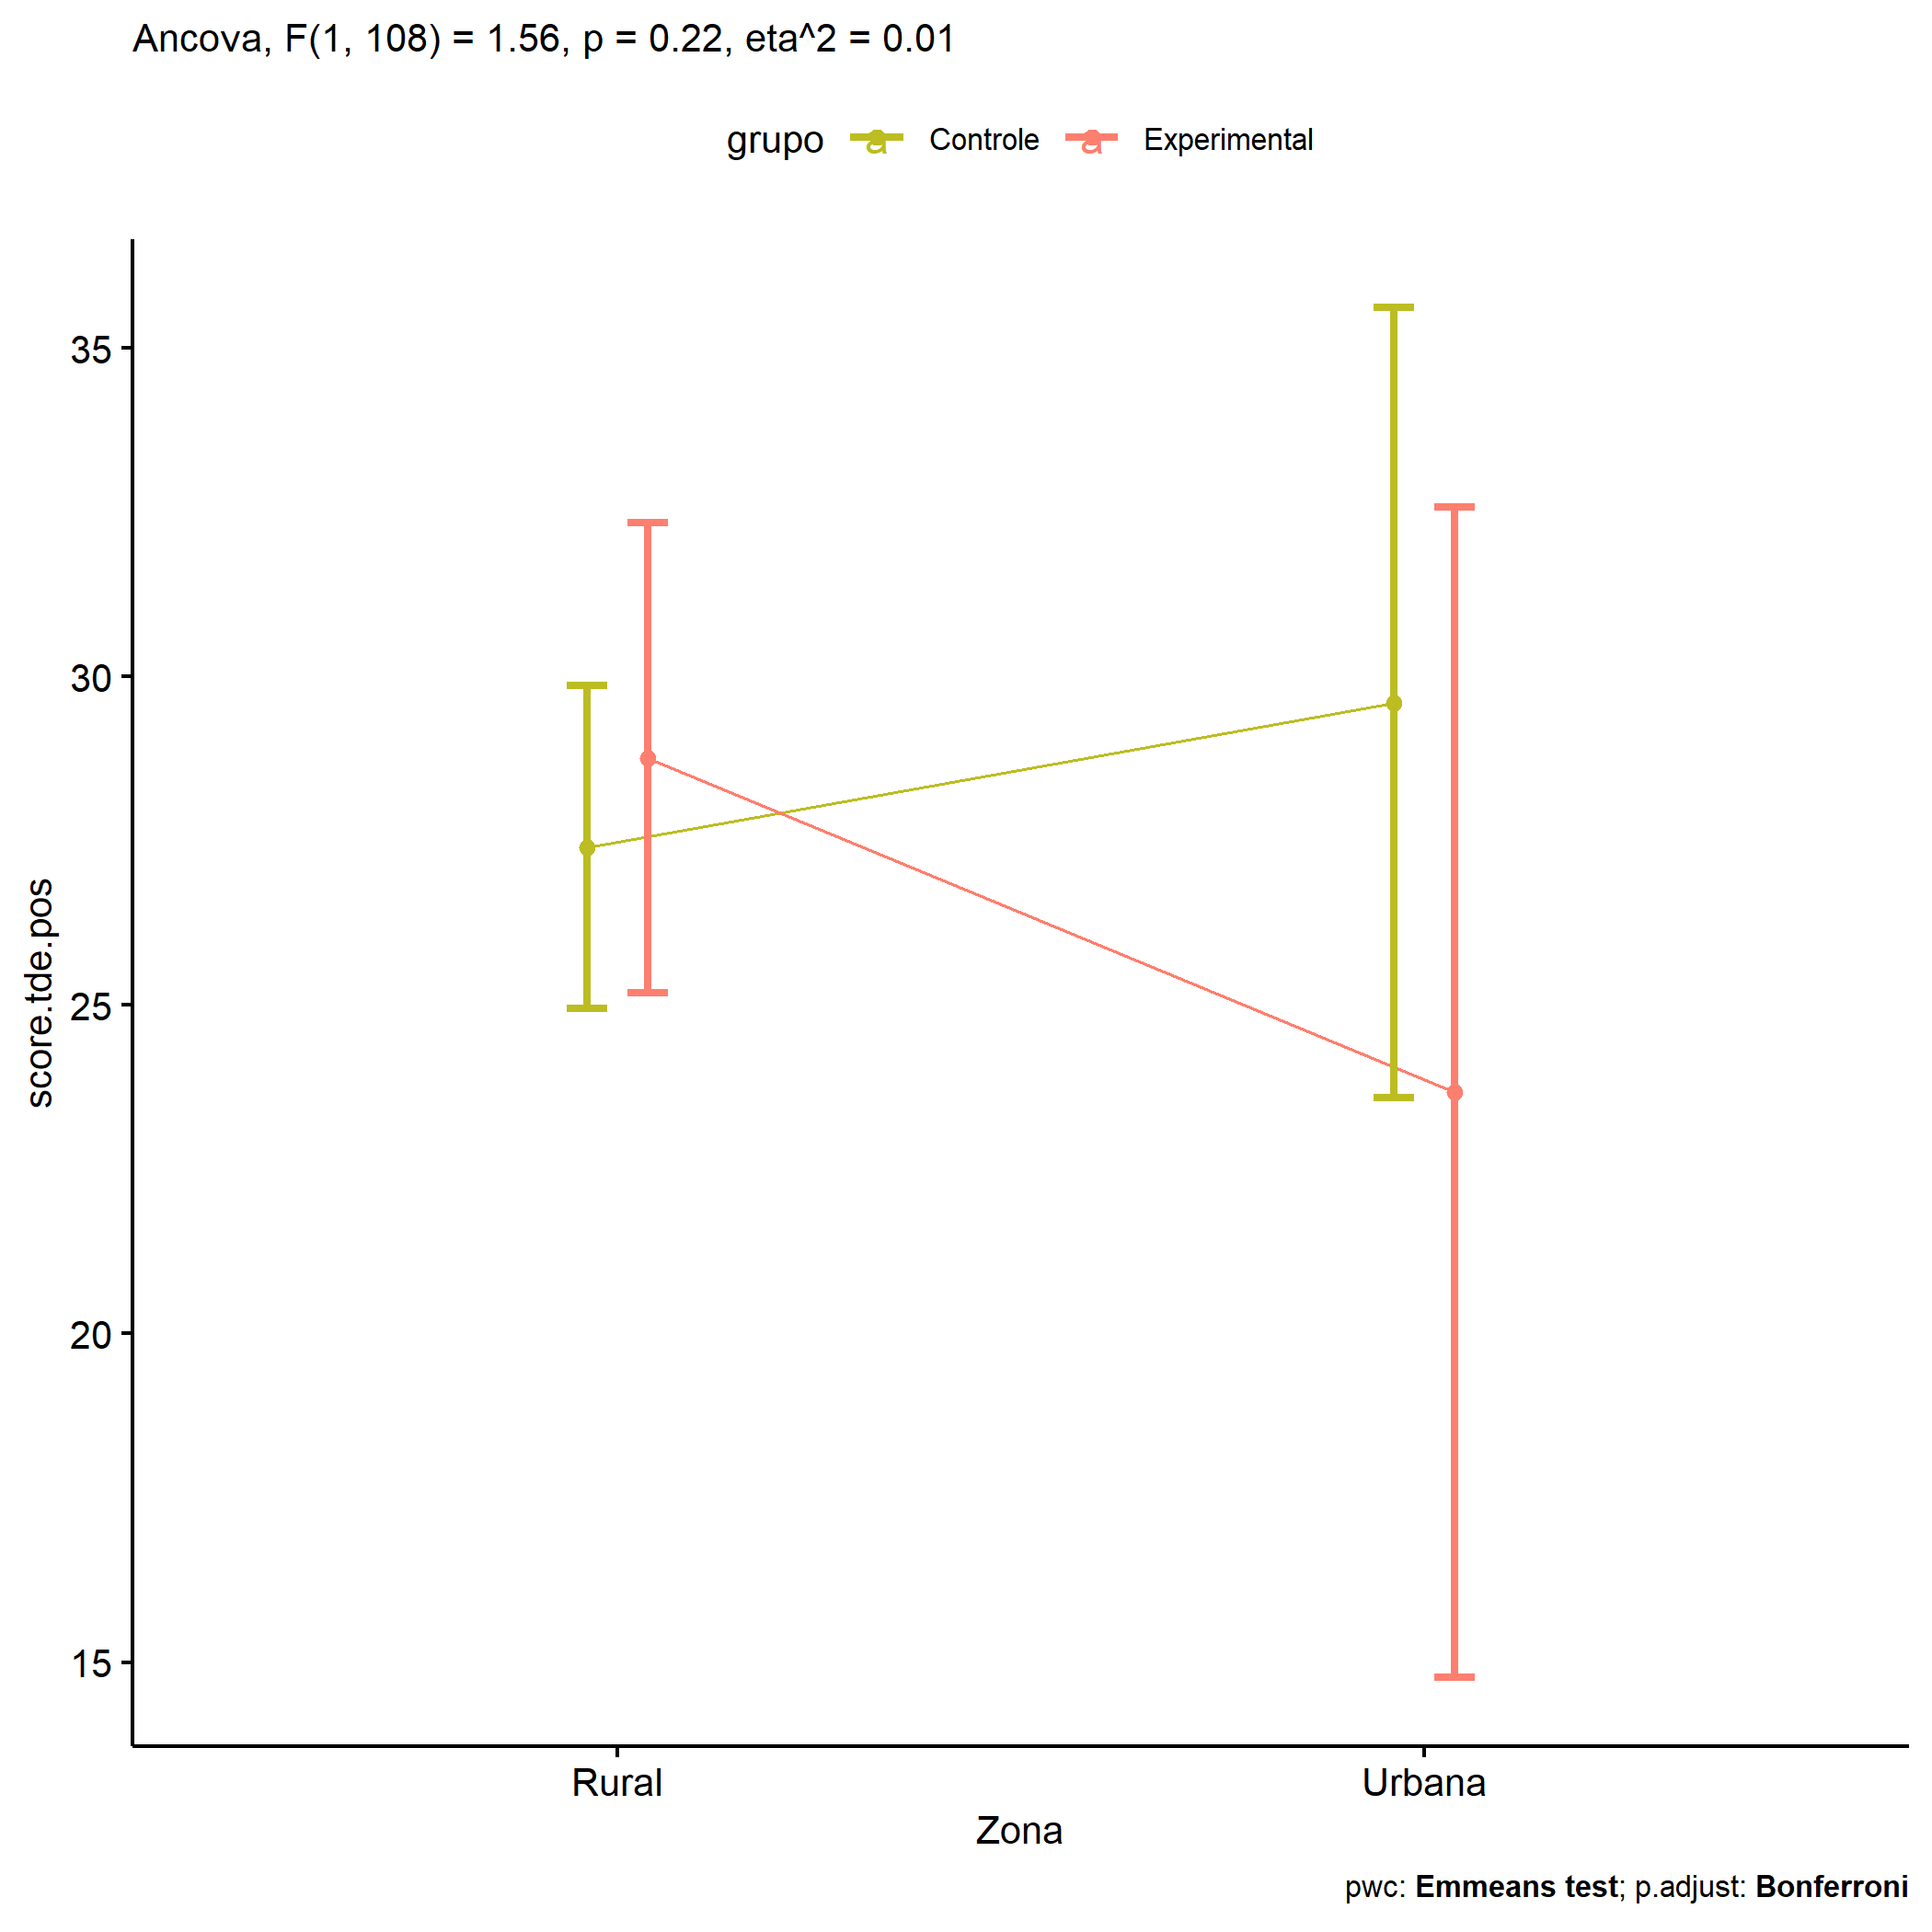 Ancova, F(1, 108) = 1.56, p = 0.22, eta^2 = 0.01
grupo a Controle a Experimental
35
30
25
20
15
score.tde.pos
Rural Urbana
Zona
pwc: Emmeans test; p.adjust: Bonferroni